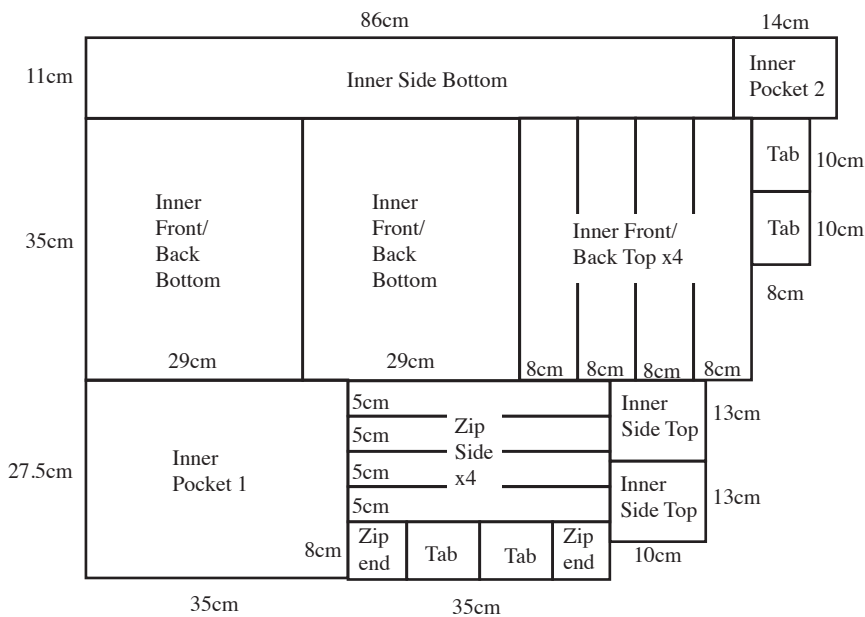 86cm
14cm
11cm
Inner Side Bottom
Inner
Pocket 2
35cm
Inner
Front/
Back
Bottom
29cm
Inner
Front/
Back
Bottom
29cm
Inner Front/
Back Top x4
8cm
8cm
8cm
8cm
Tab
10cm
Tab
10cm
8cm
27.5cm
Inner
Pocket 1
35cm
5cm
5cm
5cm
5cm
Zip
Side
x4
Inner
Side Top
13cm
Inner
Side Top
13cm
10cm
8cm
Zip
end
Tab
Tab
Zip
end
35cm